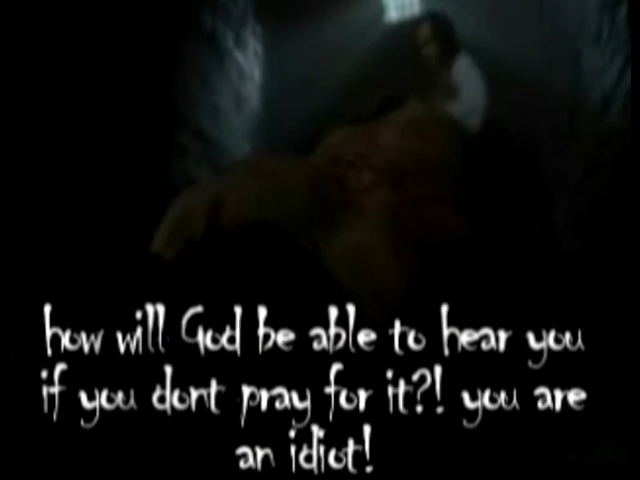 how will God be able to hear you
if you dont pray for it?! you are
an idiot!